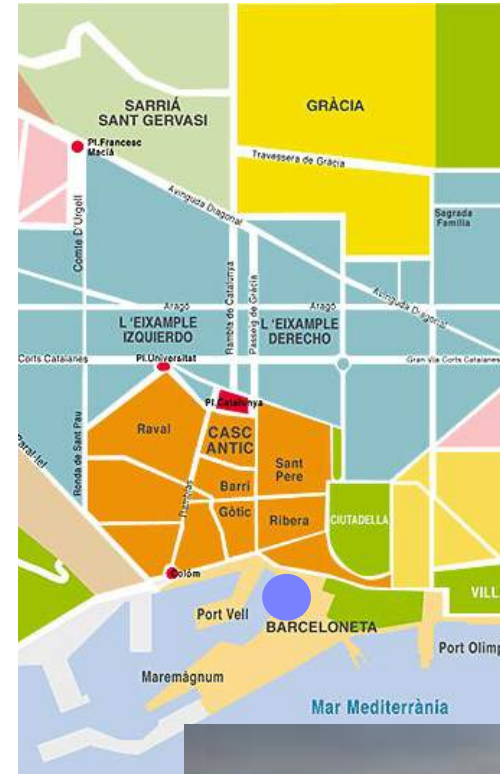 SARRIÁ
SANT GERVASI
GRÀCIA
Pl.Francesc
Macià
Travessera de Gràcia
Comte D'Urgell
Avinguda Diagonal
Sagrada
Familia
Rambla de Catalunya
Passeig de Gràcia
Avinguda Diagonal
Aragó
Aragó
L'EIXAMPLE
IZQUIERDO
L'EIXAMPLE
DERECHO
Corts Catalanes
Pl.Universitat
Gran Via Corts Catalanes
Pl.Catalunya
Ronda de Sant Pau
Paral·lel
Raval
CASC
ANTIC
Sant
Pere
Barri
Gòtic
Ramblas
Ribera
CIUTADELLA
Colóm
VILL
Port Vell
BARCELONETA
Port Olimp
Maremàgnum
Mar Mediterrània